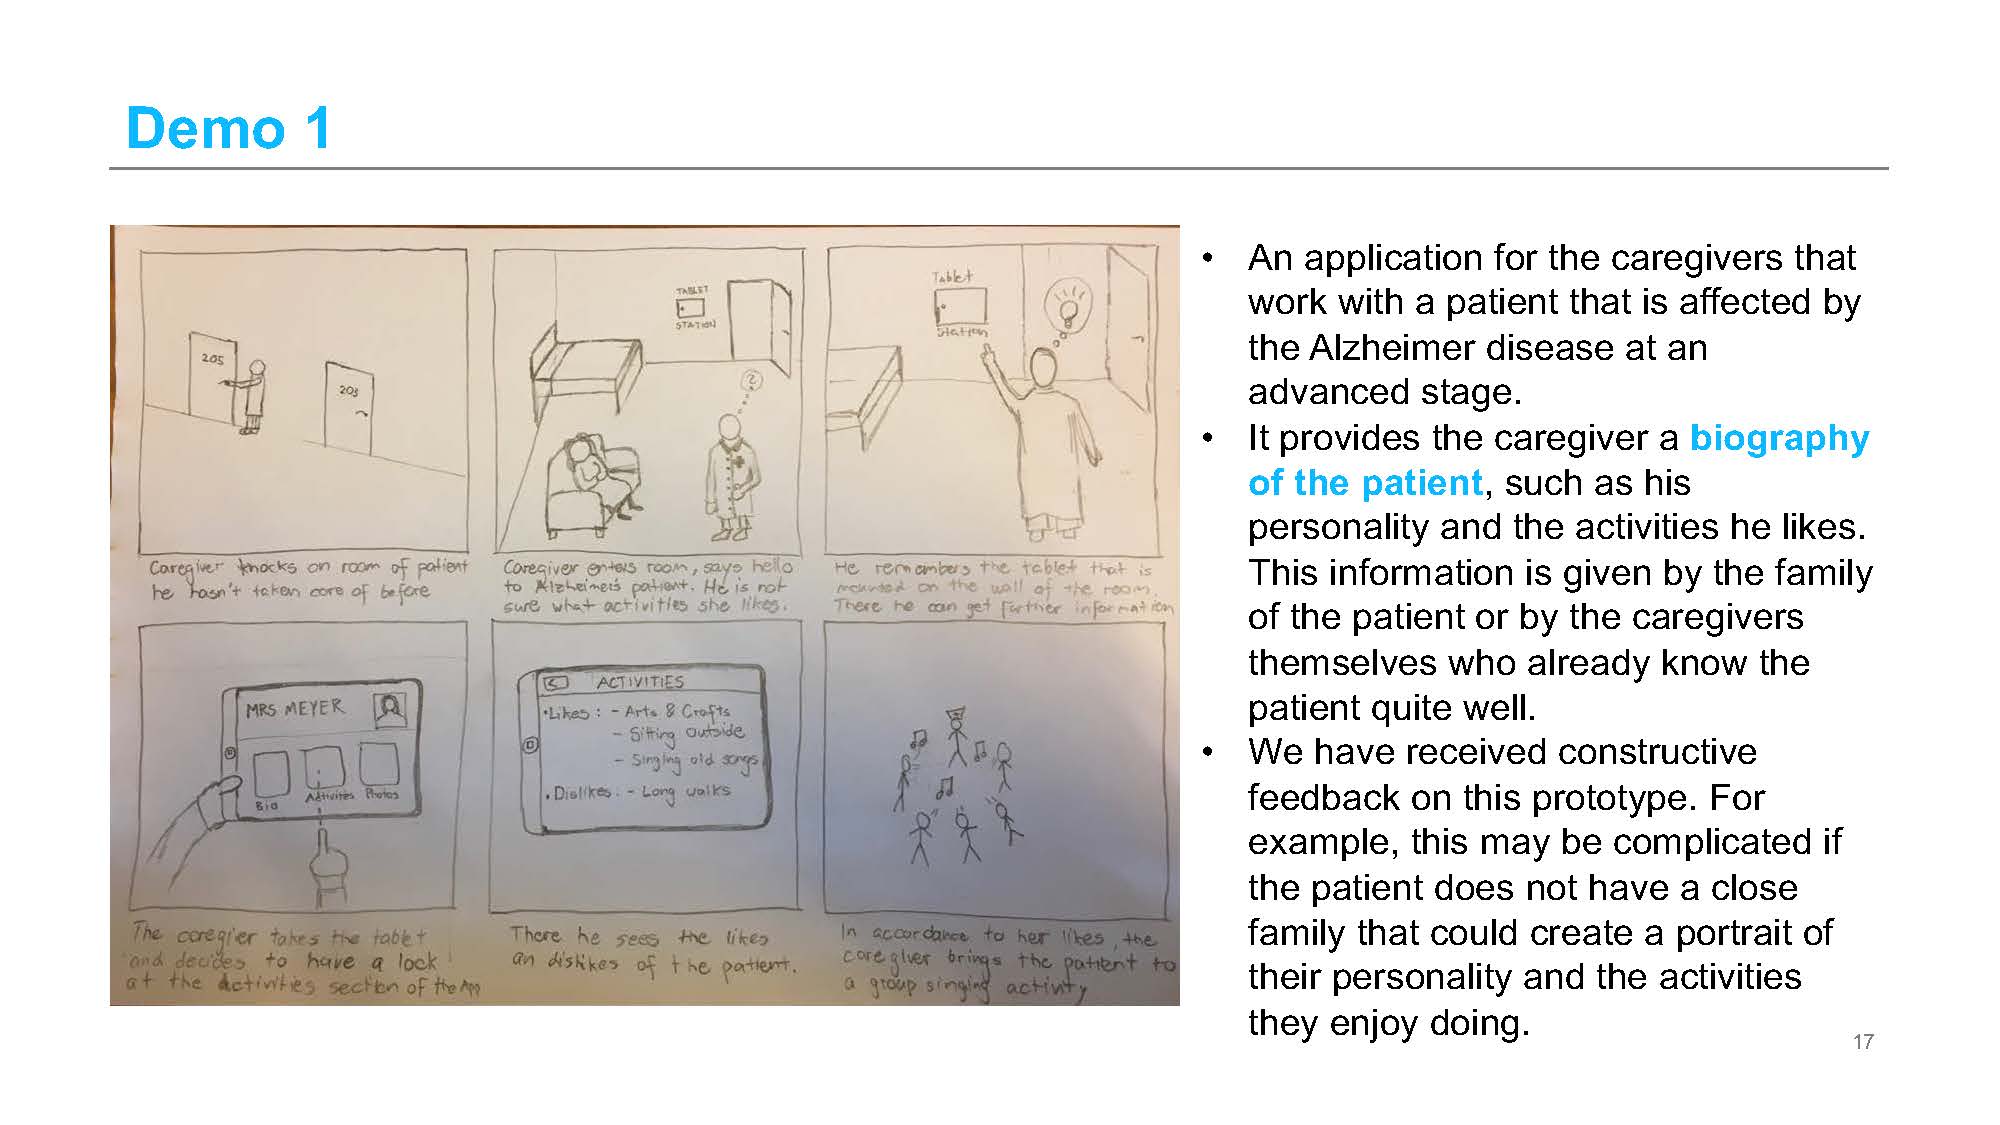 Demo 1
205
203
Caregiver knocks on room of patient
he hasn't taken care of before
TABLET
STATION
?
Caregiver enters room, says hello
to Alzheimer's patient. He is not
sure what activities she likes.
Tablet
Station
He remembers the tablet that is
mounted on the wall of the room.
There he can get further information
MRS MEYER
Bio
Activities
Photos
The caregier takes the tablet
and decides to have a lock
at the activities section of the App
ACTIVITIES
•Likes: - Arts & Crafts
- Sitting outside
- Singing old songs
•Dislikes: - Long walks
There he sees the likes
an dislikes of the patient.
In accordance to her likes, the
caregiver brings the patient to
a group singing activity
• An application for the caregivers that
work with a patient that is affected by
the Alzheimer disease at an
advanced stage.
• It provides the caregiver a biography
of the patient, such as his
personality and the activities he likes.
This information is given by the family
of the patient or by the caregivers
themselves who already know the
patient quite well.
• We have received constructive
feedback on this prototype. For
example, this may be complicated if
the patient does not have a close
family that could create a portrait of
their personality and the activities
they enjoy doing.
17